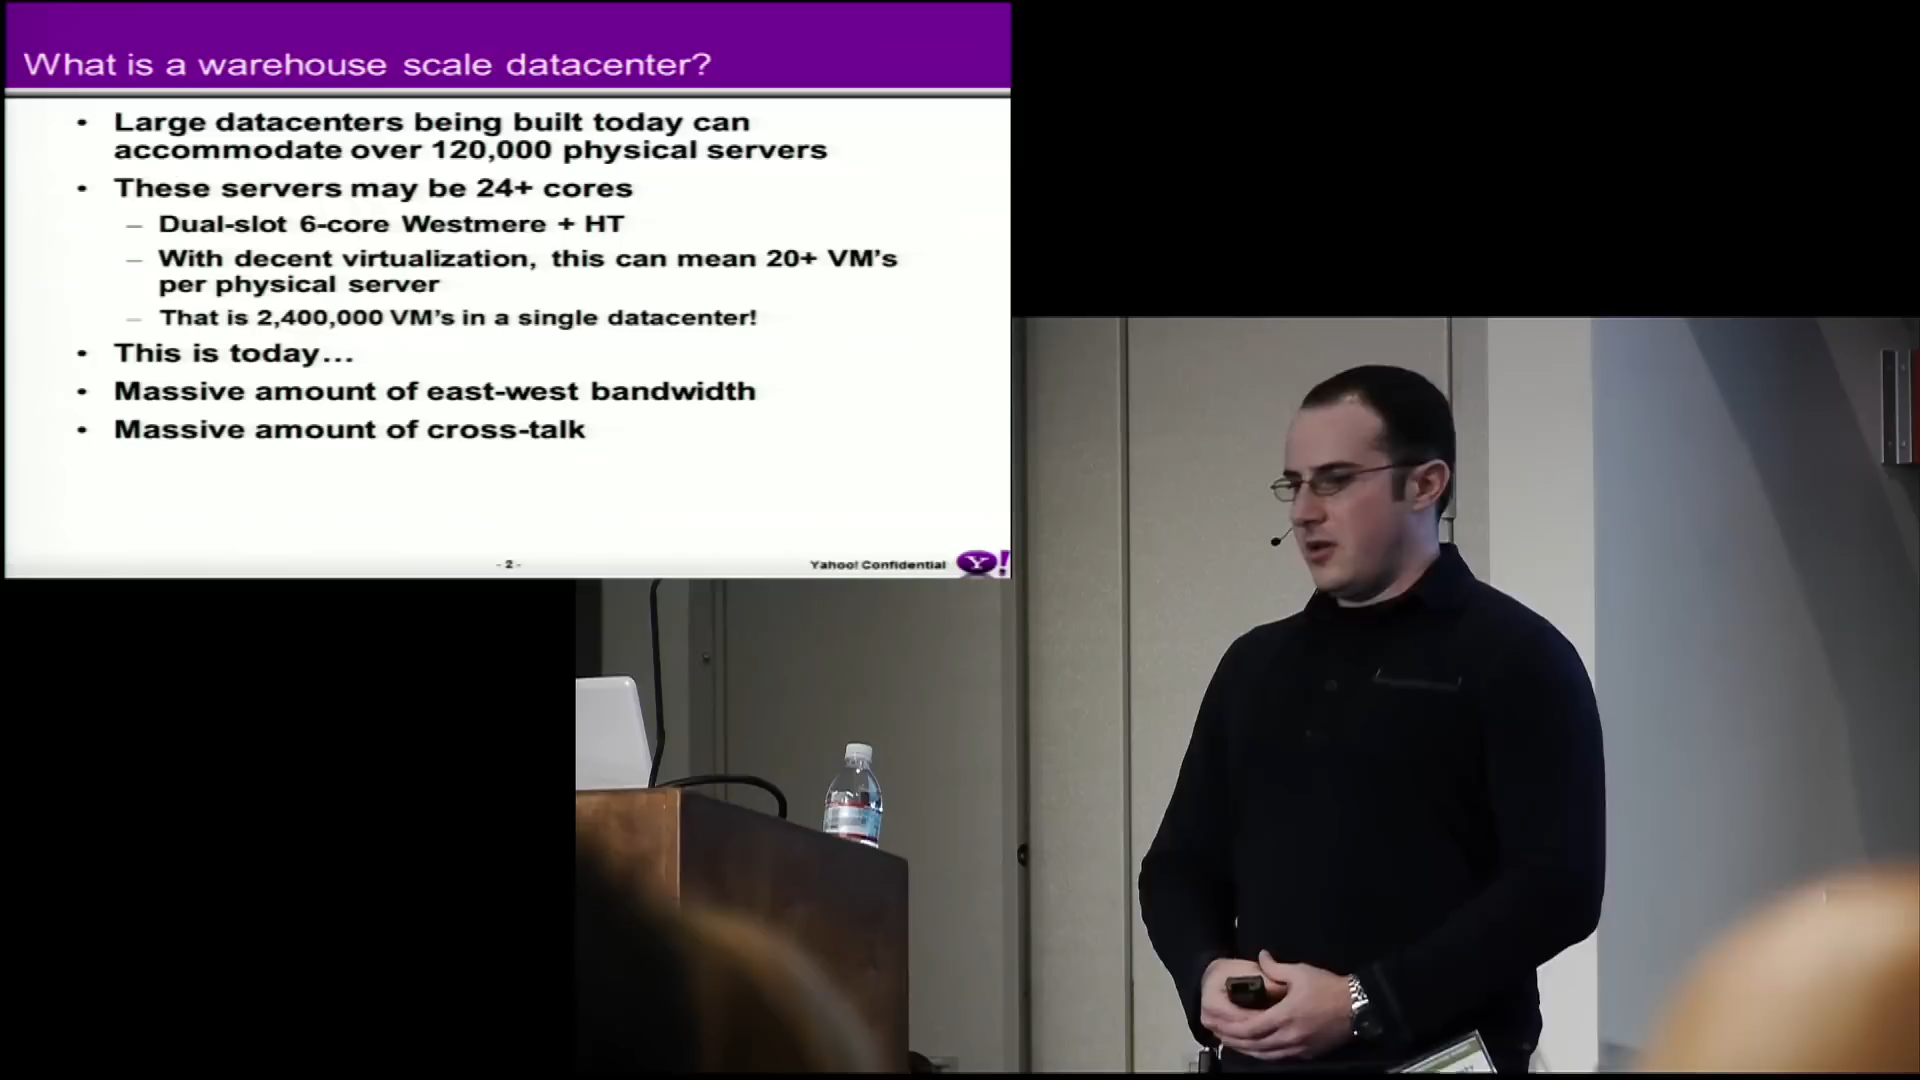 What is a warehouse scale datacenter?
• Large datacenters being built today can
accommodate over 120,000 physical servers
• These servers may be 24+ cores
– Dual-slot 6-core Westmere + HT
– With decent virtualization, this can mean 20+ VM's
per physical server
– That is 2,400,000 VM's in a single datacenter!
• This is today...
• Massive amount of east-west bandwidth
• Massive amount of cross-talk
- 2 -
Yahoo! Confidential
Y!